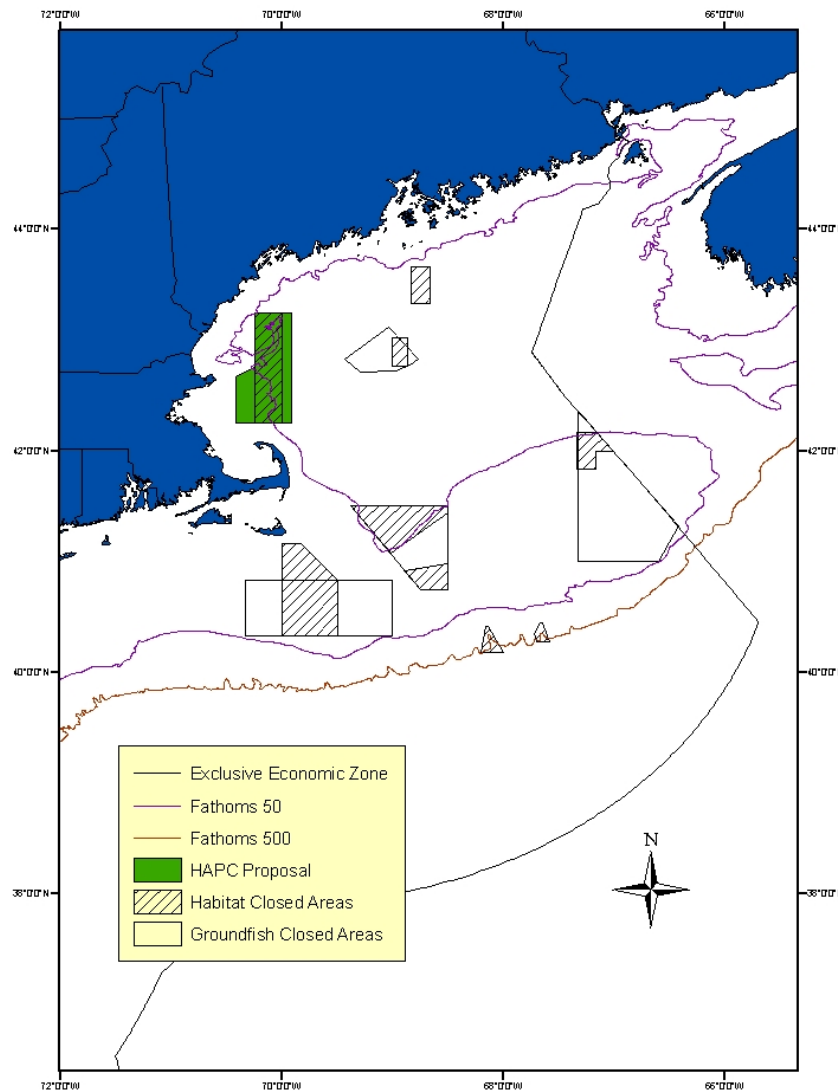 72°0'0"W 70°0'0"W 68°0'0"W 66°0'0"W
44°0'0"N 44°0'0"N
42°0'0"N 42°0'0"N
40°0'0"N 40°0'0"N
Exclusive Economic Zone
Fathoms 50
Fathoms 500
HAPC Proposal
Habitat Closed Areas
Groundfish Closed Areas
N
38°0'0"N 38°0'0"N
72°0'0"W 70°0'0"W 68°0'0"W 66°0'0"W